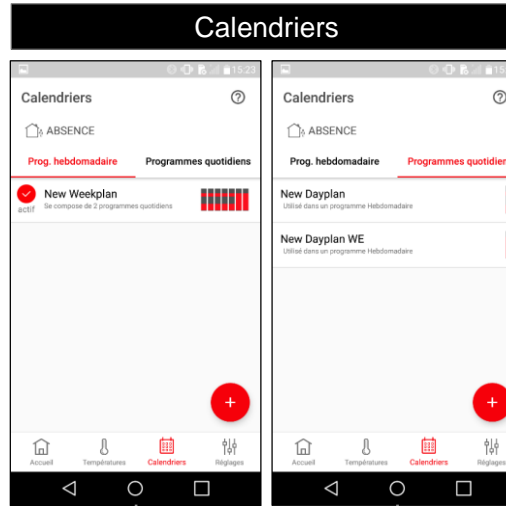 Calendriers
15:23
Calendriers
ABSENCE
Prog. hebdomadaire Programmes quotidiens
New Weekplan
Se compose de 2 programmes quotidiens
actif
+
Accueil Températures Calendriers Réglages
15
Calendriers
ABSENCE
Prog. hebdomadaire Programmes quotidien
New Dayplan
Utilisé dans un programme Hebdomadaire
New Dayplan WE
Utilisé dans un programme Hebdomadaire
+
Accueil Températures Calendriers Réglages